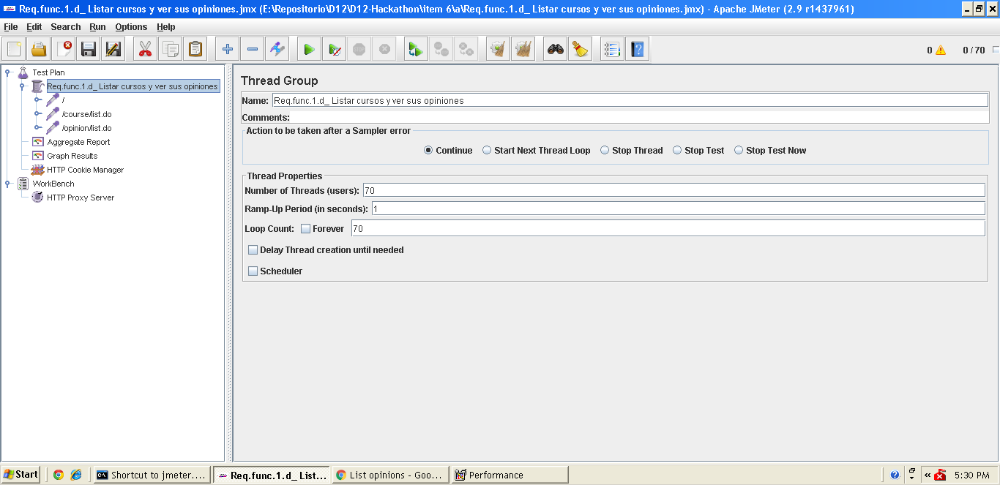 Req.func.1.d_ Listar cursos y ver sus opiniones.jmx (E:\Repositorio\D12\D12-Hackathon\item 6\a\Req.func.1.d_ Listar cursos y ver sus opiniones.jmx) - Apache JMeter (2.9 r1437961)
File Edit Search Run Options Help
0 0 / 70
Test Plan
Req.func.1.d_ Listar cursos y ver sus opiniones
/
/course/list.do
/opinion/list.do
Aggregate Report
Graph Results
HTTP Cookie Manager
WorkBench
HTTP Proxy Server
Thread Group
Name: Req.func.1.d_ Listar cursos y ver sus opiniones
Comments:
Action to be taken after a Sampler error
Continue Start Next Thread Loop Stop Thread Stop Test Stop Test Now
Thread Properties
Number of Threads (users): 70
Ramp-Up Period (in seconds): 1
Loop Count: Forever 70
Delay Thread creation until needed
Scheduler
Start Shortcut to jmeter.... Req.func.1.d_ List... List opinions - Goo... Performance « 5:30 PM